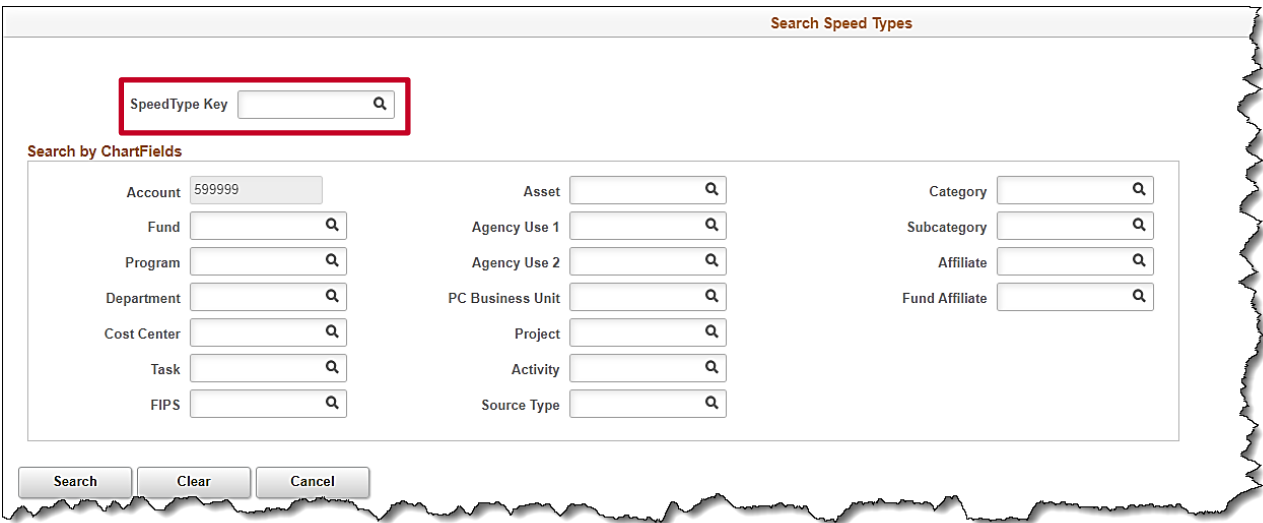 Search Speed Types
SpeedType Key
Search by ChartFields
Account 599999 Asset Category
Fund Agency Use 1 Subcategory
Program Agency Use 2 Affiliate
Department PC Business Unit Fund Affiliate
Cost Center Project
Task Activity
FIPS Source Type
Search Clear Cancel